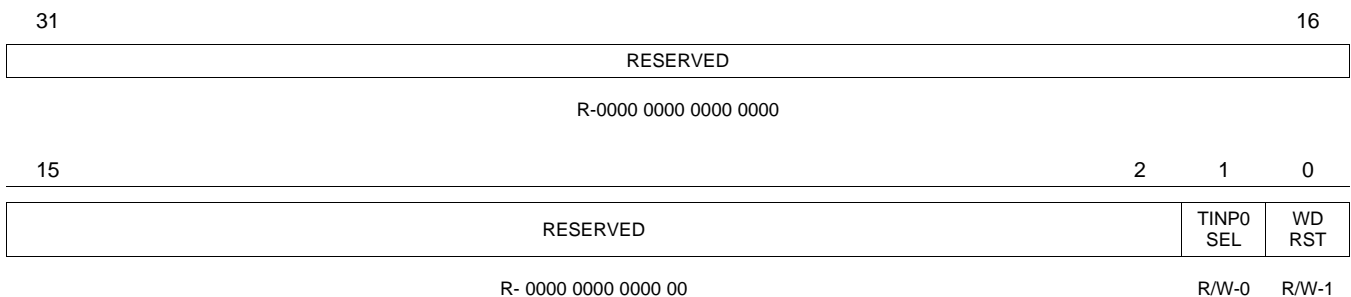 31 16
RESERVED
R-0000 0000 0000 0000
15 2 1 0
RESERVED TINP0 SEL WD RST
R- 0000 0000 0000 00 R/W-0 R/W-1